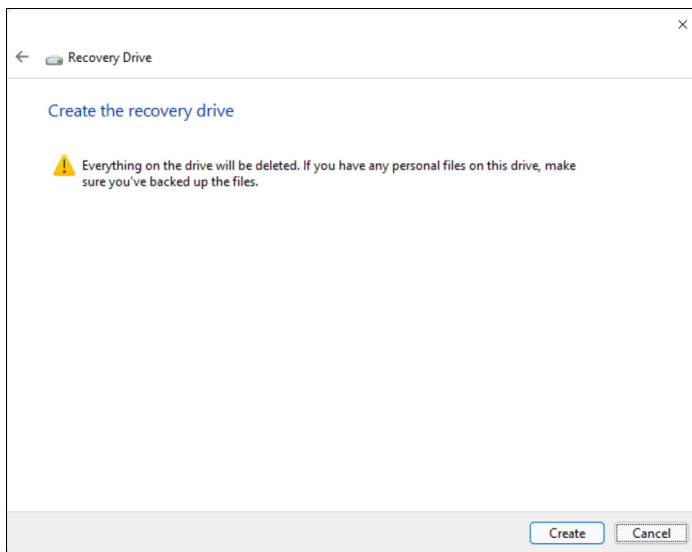 Recovery Drive
Create the recovery drive
Everything on the drive will be deleted. If you have any personal files on this drive, make
sure you've backed up the files.
Create
Cancel